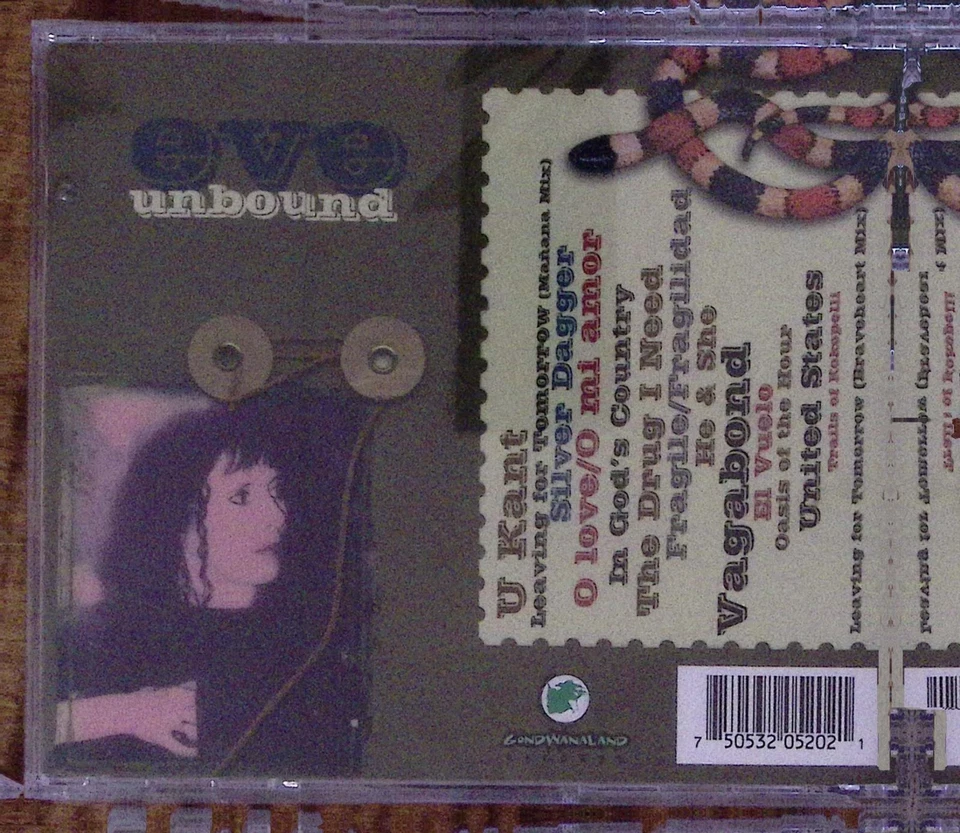 eve
unbound
U Kant
Leaving for Tomorrow (Mañana Mix)
Silver Dagger
O love/O mi amor
In God's Country
The Drug I Need
Fragile/Fragilidad
He & She
Vagabond
El Vuelo
Oasis of the Hour
United States
Trails of Kokopelli
Leaving for Tomorrow (Braveheart Mix)
GONDWANALAND
7 50532 05202 1